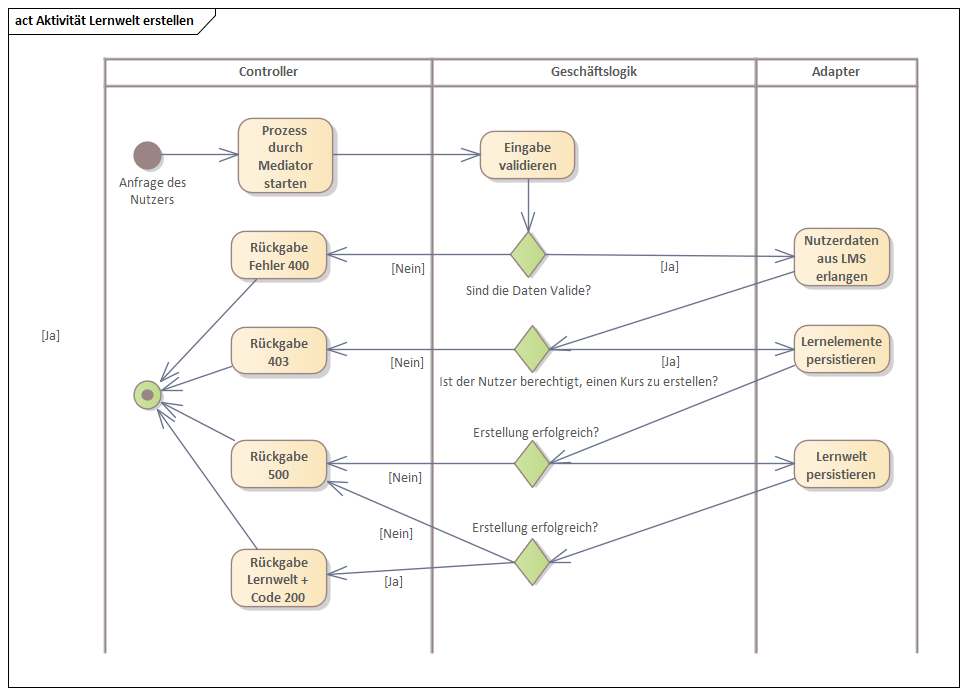 act Aktivität Lernwelt erstellen
Controller
Geschäftslogik
Adapter
Prozess
durch
Mediator
starten
Eingabe
validieren
Anfrage des
Nutzers
Rückgabe
Fehler 400
[Nein]
[Ja]
Nutzerdaten
aus LMS
erlangen
Sind die Daten Valide?
[Ja]
Rückgabe
403
[Nein]
[Ja]
Lernelemente
persistieren
Ist der Nutzer berechtigt, einen Kurs zu erstellen?
Erstellung erfolgreich?
Rückgabe
500
[Nein]
Lernwelt
persistieren
Erstellung erfolgreich?
[Nein]
Rückgabe
Lernwelt +
Code 200
[Ja]